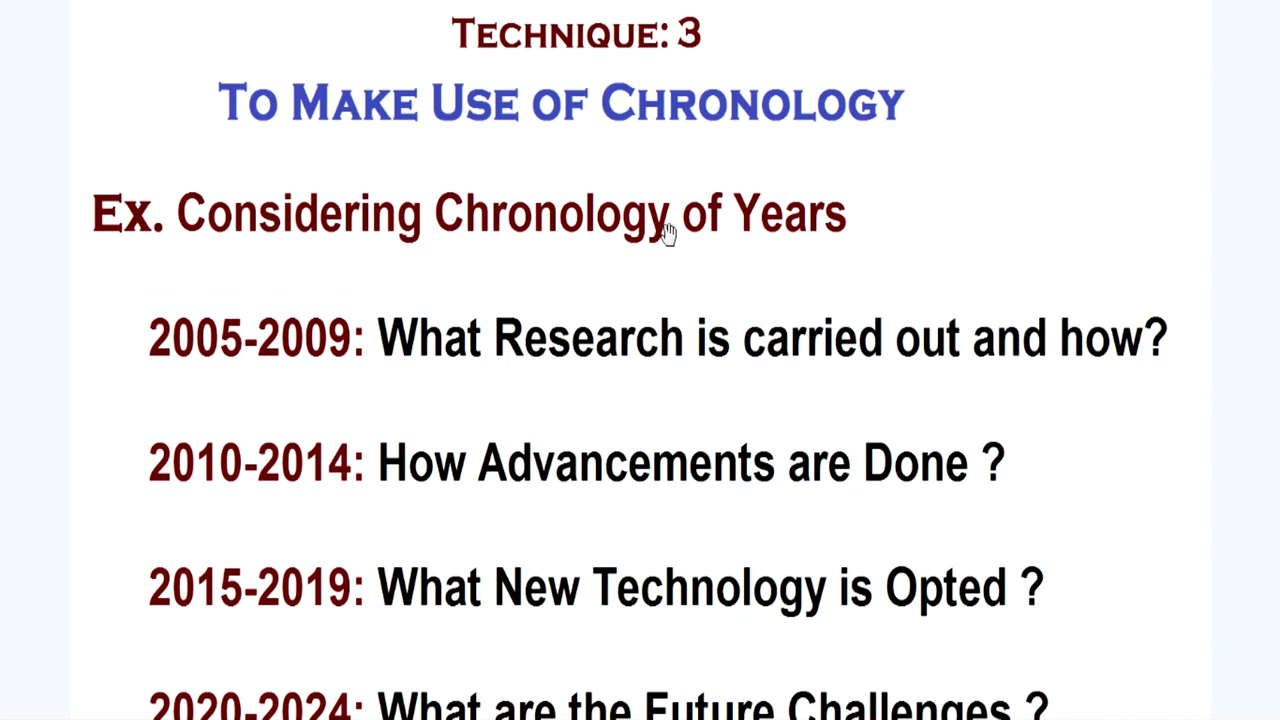 TECHNIQUE: 3
TO MAKE USE OF CHRONOLOGY
Ex. Considering Chronology of Years
2005-2009: What Research is carried out and how?
2010-2014: How Advancements are Done ?
2015-2019: What New Technology is Opted ?
2020-2024: What are the Future Challenges ?